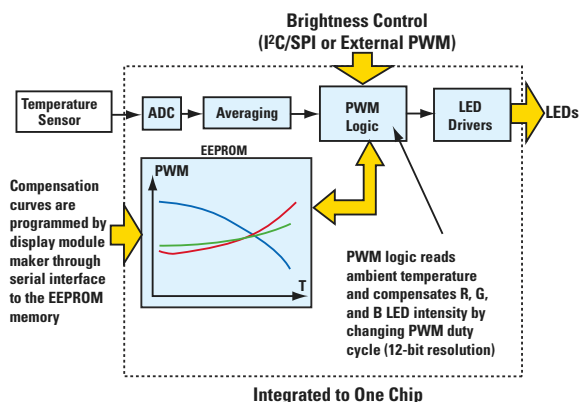 Brightness Control
(I²C/SPI or External PWM)
Temperature
Sensor
ADC
Averaging
PWM
Logic
LED
Drivers
LEDs
EEPROM
PWM
T
Compensation
curves are
programmed by
display module
maker through
serial interface
to the EEPROM
memory
PWM logic reads
ambient temperature
and compensates R, G,
and B LED intensity by
changing PWM duty
cycle (12-bit resolution)
Integrated to One Chip